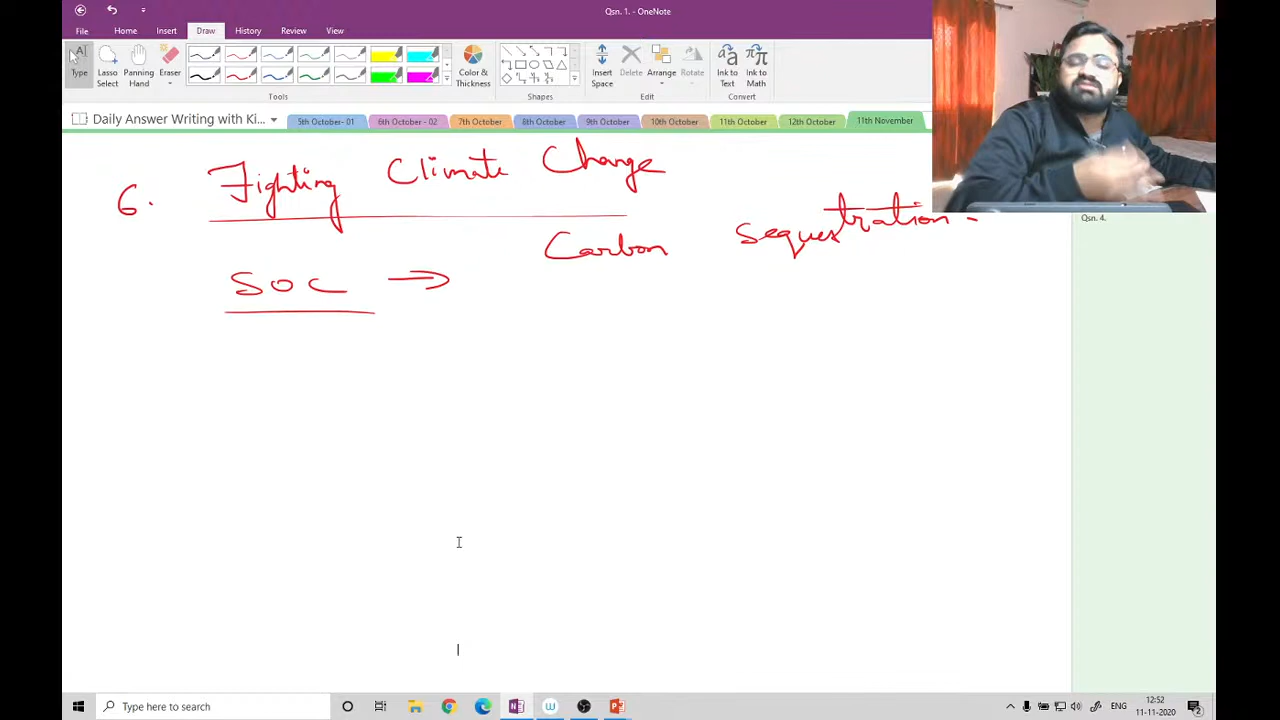 Qsn. 1. - OneNote
File Home Insert Draw History Review View
Type
Lasso Select
Panning Hand
Eraser
Color & Thickness
Insert Space
Delete
Arrange
Rotate
Ink to Text
Ink to Math
Tools
Shapes
Edit
Convert
Daily Answer Writing with Ki...
5th October- 01
6th October - 02
7th October
8th October
9th October
10th October
11th October
12th October
11th November
Qsn. 4.
6. Fighting Climate Change
Carbon sequestration -
SOC →
Type here to search
ENG
12:52
11-11-2020
2